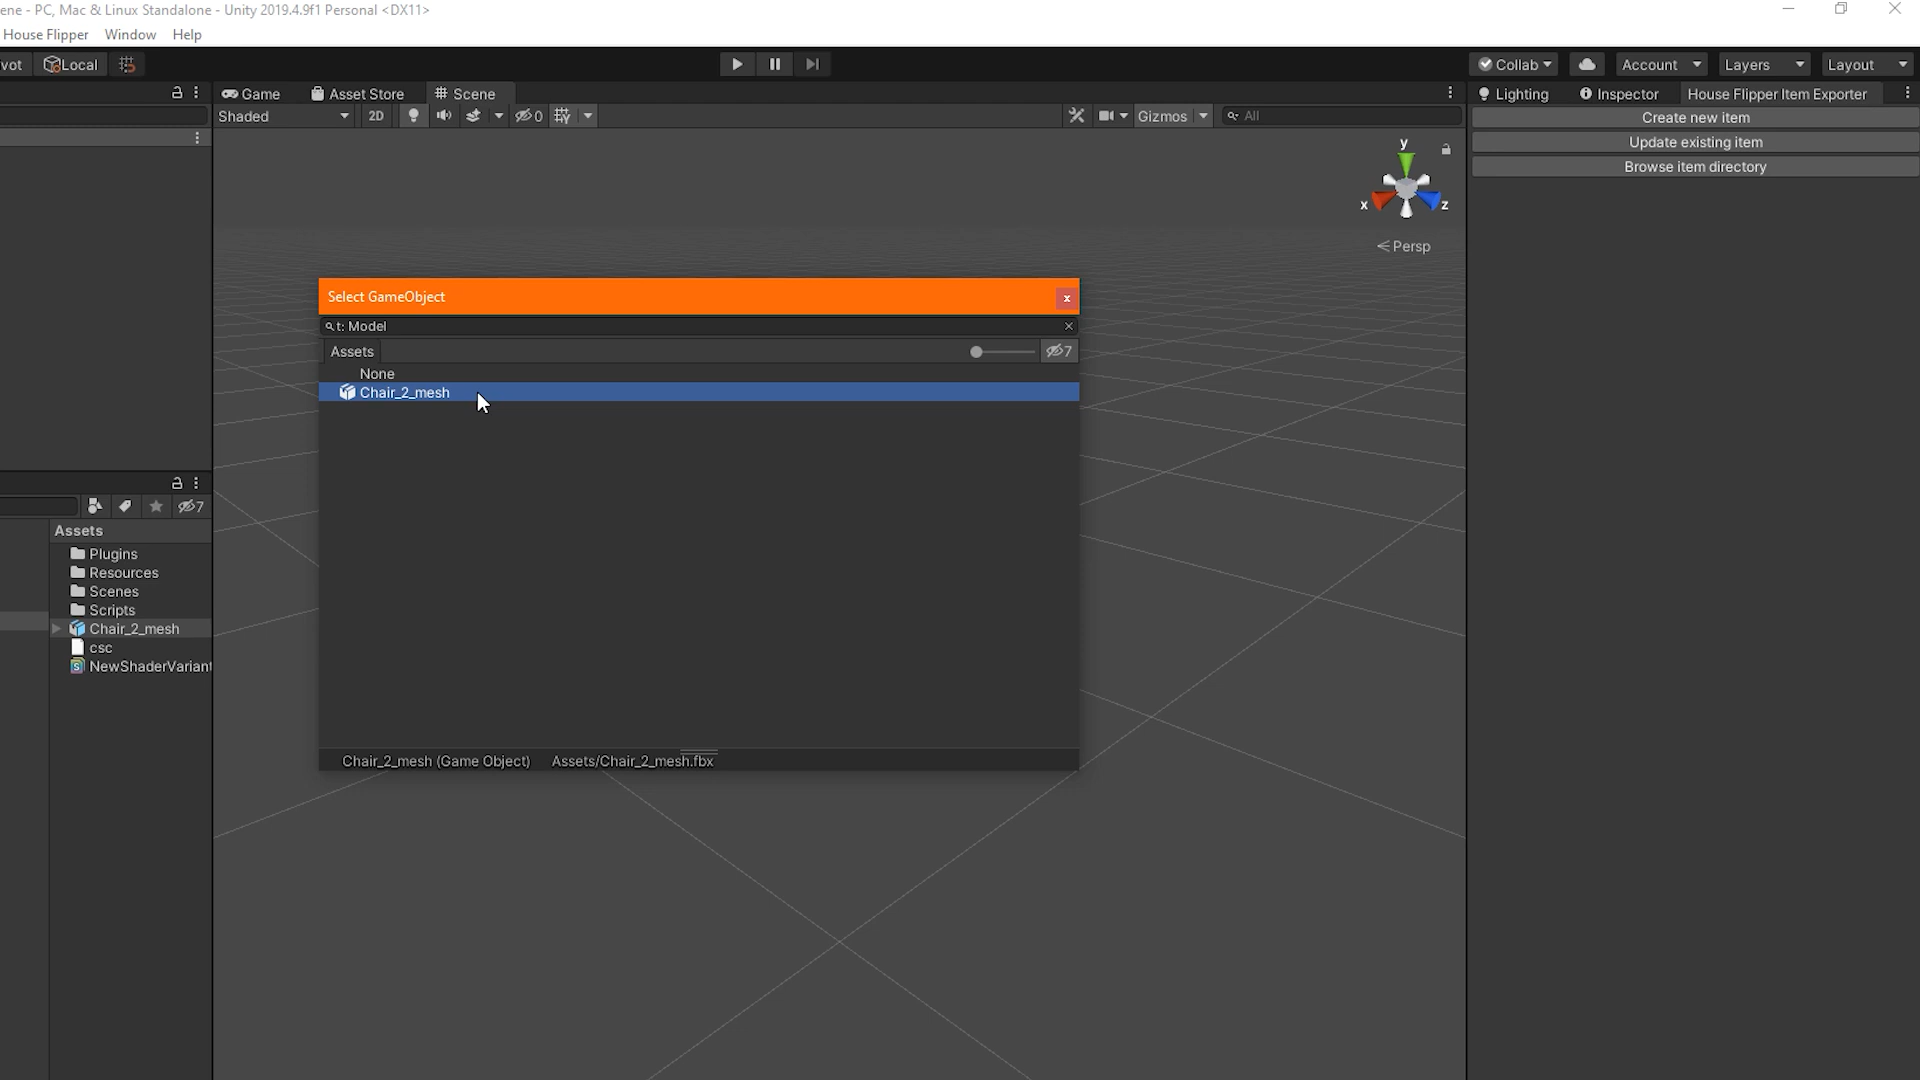 ene - PC, Mac & Linux Standalone - Unity 2019.4.9f1 Personal <DX11>
House Flipper Window Help
vot Local
Collab Account Layers Layout
Game Asset Store Scene
Lighting Inspector House Flipper Item Exporter
Shaded 2D 0 Gizmos All
Create new item
Update existing item
Browse item directory
y
x z
Persp
Select GameObject
x
t: Model
Assets 7
None
Chair_2_mesh
7
Assets
Plugins
Resources
Scenes
Scripts
Chair_2_mesh
csc
NewShaderVariant
Chair_2_mesh (Game Object) Assets/Chair_2_mesh.fbx